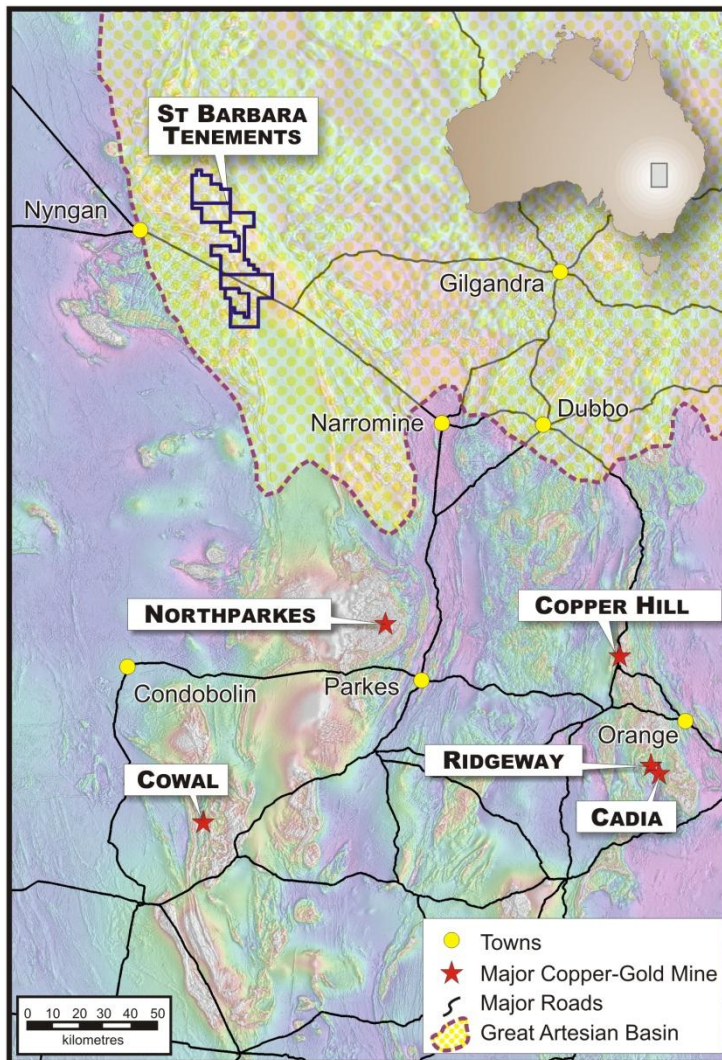 ST BARBARA
TENEMENTS
Nyngan
Gilgandra
Narromine
Dubbo
NORTHPARKES
COPPER HILL
Condobolin
Parkes
Orange
RIDGEWAY
COWAL
CADIA
Towns
Major Copper-Gold Mine
Major Roads
Great Artesian Basin
0 10 20 30 40 50
kilometres